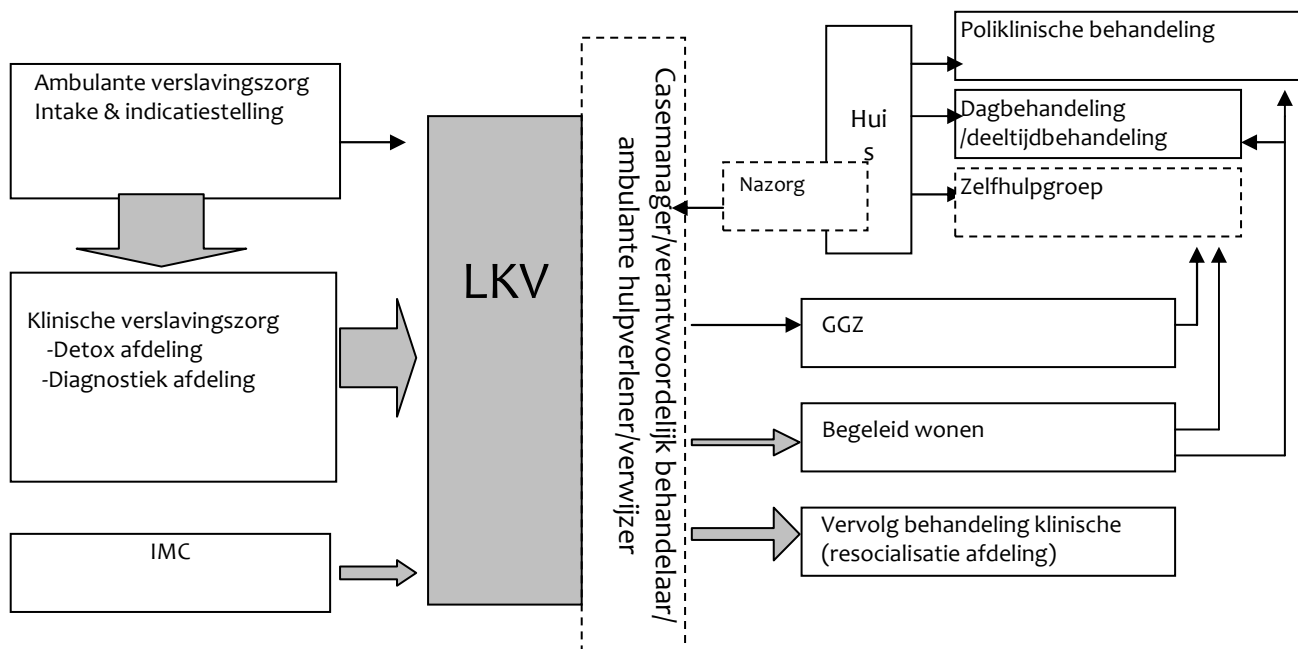 Ambulante verslavingszorg
Intake & indicatiestelling
Klinische verslavingszorg
-Detox afdeling
-Diagnostiek afdeling
IMC
LKV
Casemanager/verantwoordelijk behandelaar/
ambulante hulpverlener/verwijzer
Nazorg
Hui
s
Poliklinische behandeling
Dagbehandeling
/deeltijdbehandeling
Zelfhulpgroep
GGZ
Begeleid wonen
Vervolg behandeling klinische
(resocialisatie afdeling)